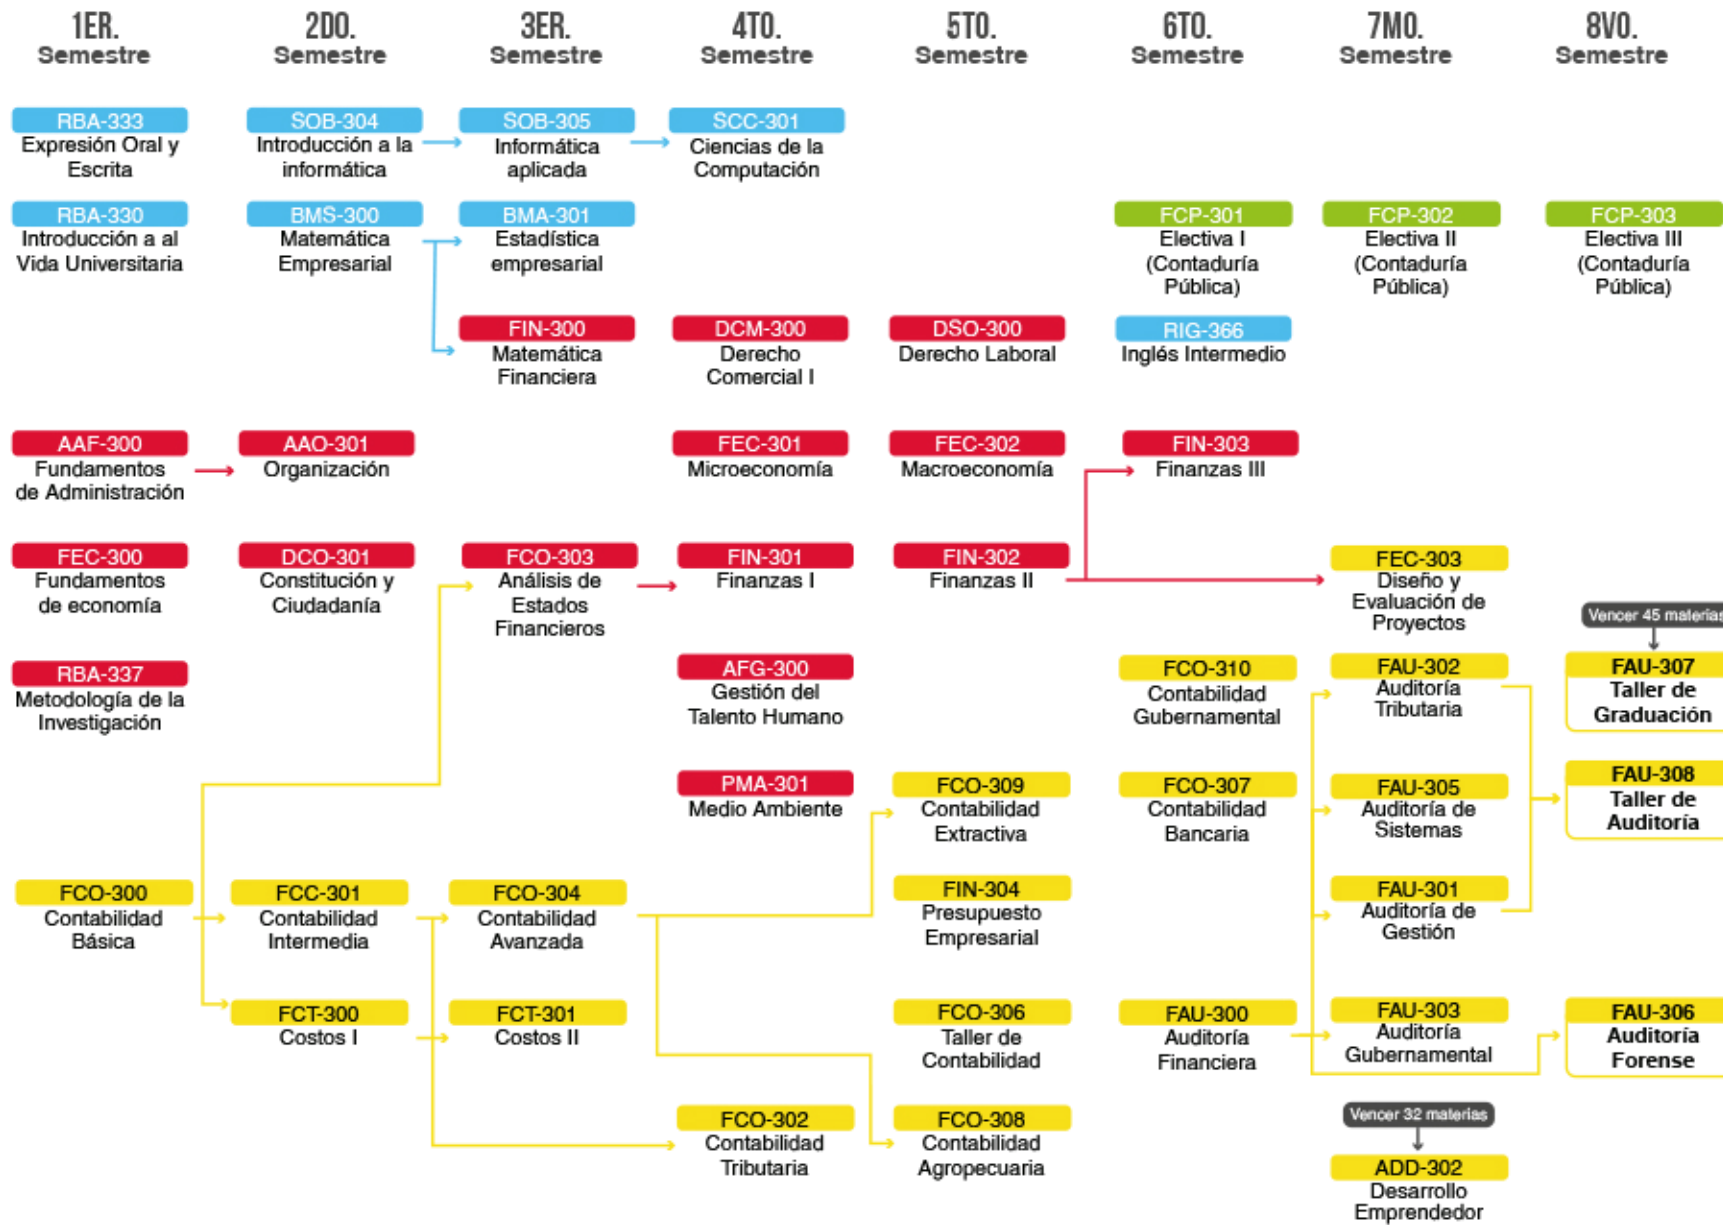 1ER.
Semestre
2DO.
Semestre
3ER.
Semestre
4TO.
Semestre
5TO.
Semestre
6TO.
Semestre
7MO.
Semestre
8VO.
Semestre
RBA-333
Expresión Oral y
Escrita
SOB-304
Introducción a la
informática
SOB-305
Informática
aplicada
SCC-301
Ciencias de la
Computación
RBA-330
Introducción a al
Vida Universitaria
BMS-300
Matemática
Empresarial
BMA-301
Estadística
empresarial
FCP-301
Electiva I
(Contaduría
Pública)
FCP-302
Electiva II
(Contaduría
Pública)
FCP-303
Electiva III
(Contaduría
Pública)
FIN-300
Matemática
Financiera
DCM-300
Derecho
Comercial I
DSO-300
Derecho Laboral
RIG-366
Inglés Intermedio
AAF-300
Fundamentos
de Administración
AAO-301
Organización
FEC-301
Microeconomía
FEC-302
Macroeconomía
FIN-303
Finanzas III
FEC-300
Fundamentos
de economía
DCO-301
Constitución y
Ciudadanía
FCO-303
Análisis de
Estados
Financieros
FIN-301
Finanzas I
FIN-302
Finanzas II
FEC-303
Diseño y
Evaluación de
Proyectos
Vencer 45 materias
RBA-337
Metodología de la
Investigación
AFG-300
Gestión del
Talento Humano
FCO-310
Contabilidad
Gubernamental
FAU-302
Auditoría
Tributaria
FAU-307
Taller de
Graduación
PMA-301
Medio Ambiente
FCO-309
Contabilidad
Extractiva
FCO-307
Contabilidad
Bancaria
FAU-305
Auditoría de
Sistemas
FAU-308
Taller de
Auditoría
FCO-300
Contabilidad
Básica
FCC-301
Contabilidad
Intermedia
FCO-304
Contabilidad
Avanzada
FIN-304
Presupuesto
Empresarial
FAU-301
Auditoría de
Gestión
FCT-300
Costos I
FCT-301
Costos II
FCO-306
Taller de
Contabilidad
FAU-300
Auditoría
Financiera
FAU-303
Auditoría
Gubernamental
FAU-306
Auditoría
Forense
FCO-302
Contabilidad
Tributaria
FCO-308
Contabilidad
Agropecuaria
Vencer 32 materias
ADD-302
Desarrollo
Emprendedor